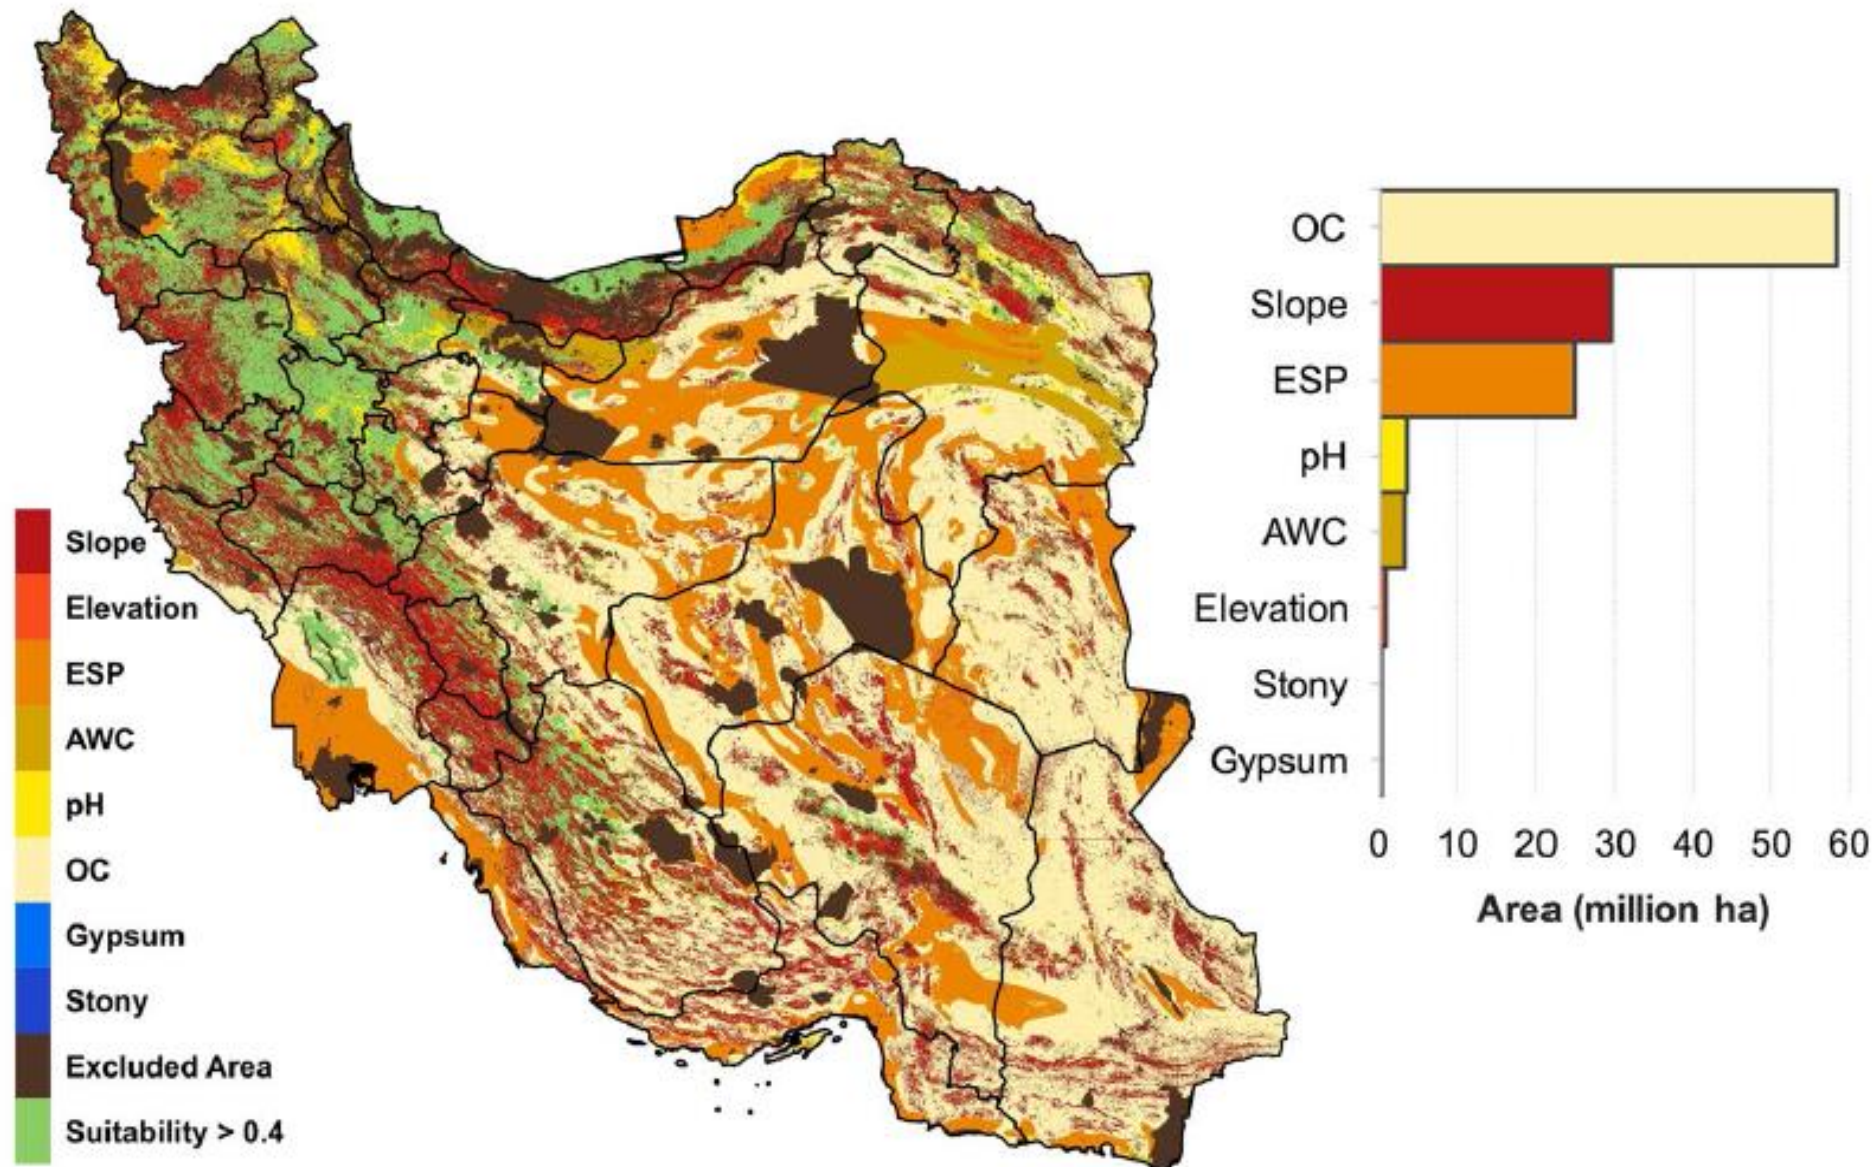 Slope
Elevation
ESP
AWC
pH
OC
Gypsum
Stony
Excluded Area
Suitability > 0.4
OC
Slope
ESP
pH
AWC
Elevation
Stony
Gypsum
0 10 20 30 40 50 60
Area (million ha)